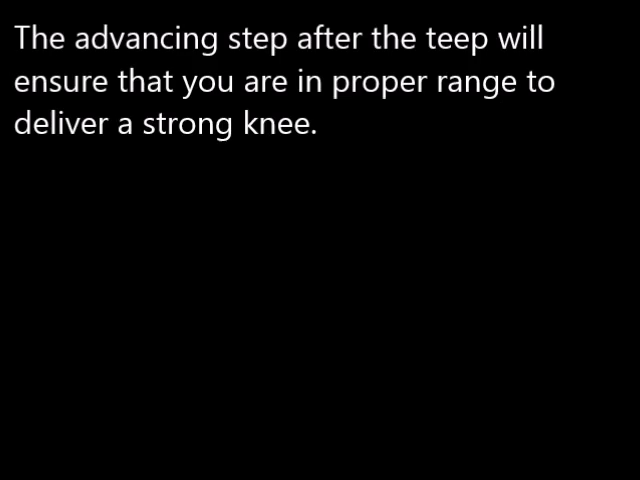 The advancing step after the teep will
ensure that you are in proper range to
deliver a strong knee.